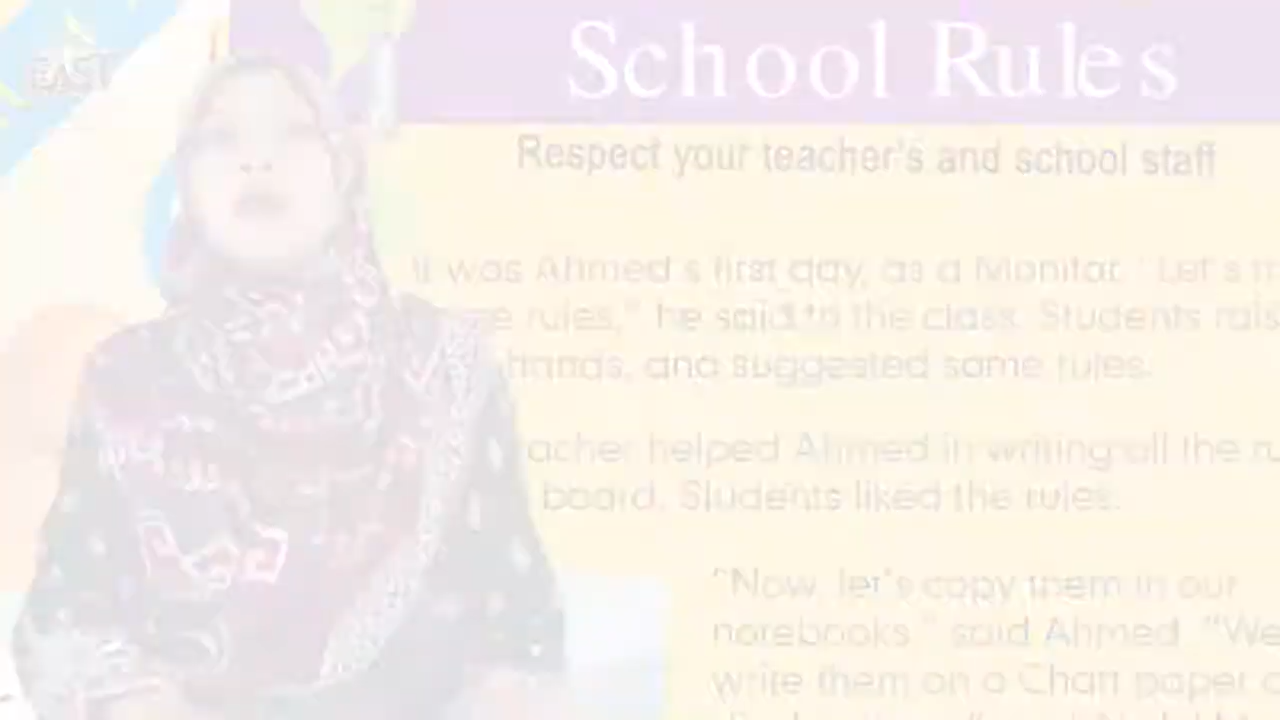 EAST
School Rules
Respect your teacher's and school staff
It was Ahmed's first day, as a Monitor. "Let's
rules," he said to the class. Students
hands, and suggested some rules.
helped Ahmed in writing all the
board. Students liked the rules.
"Now, let's copy them in our
notebooks." said Ahmed. "We
write them on a Chart paper